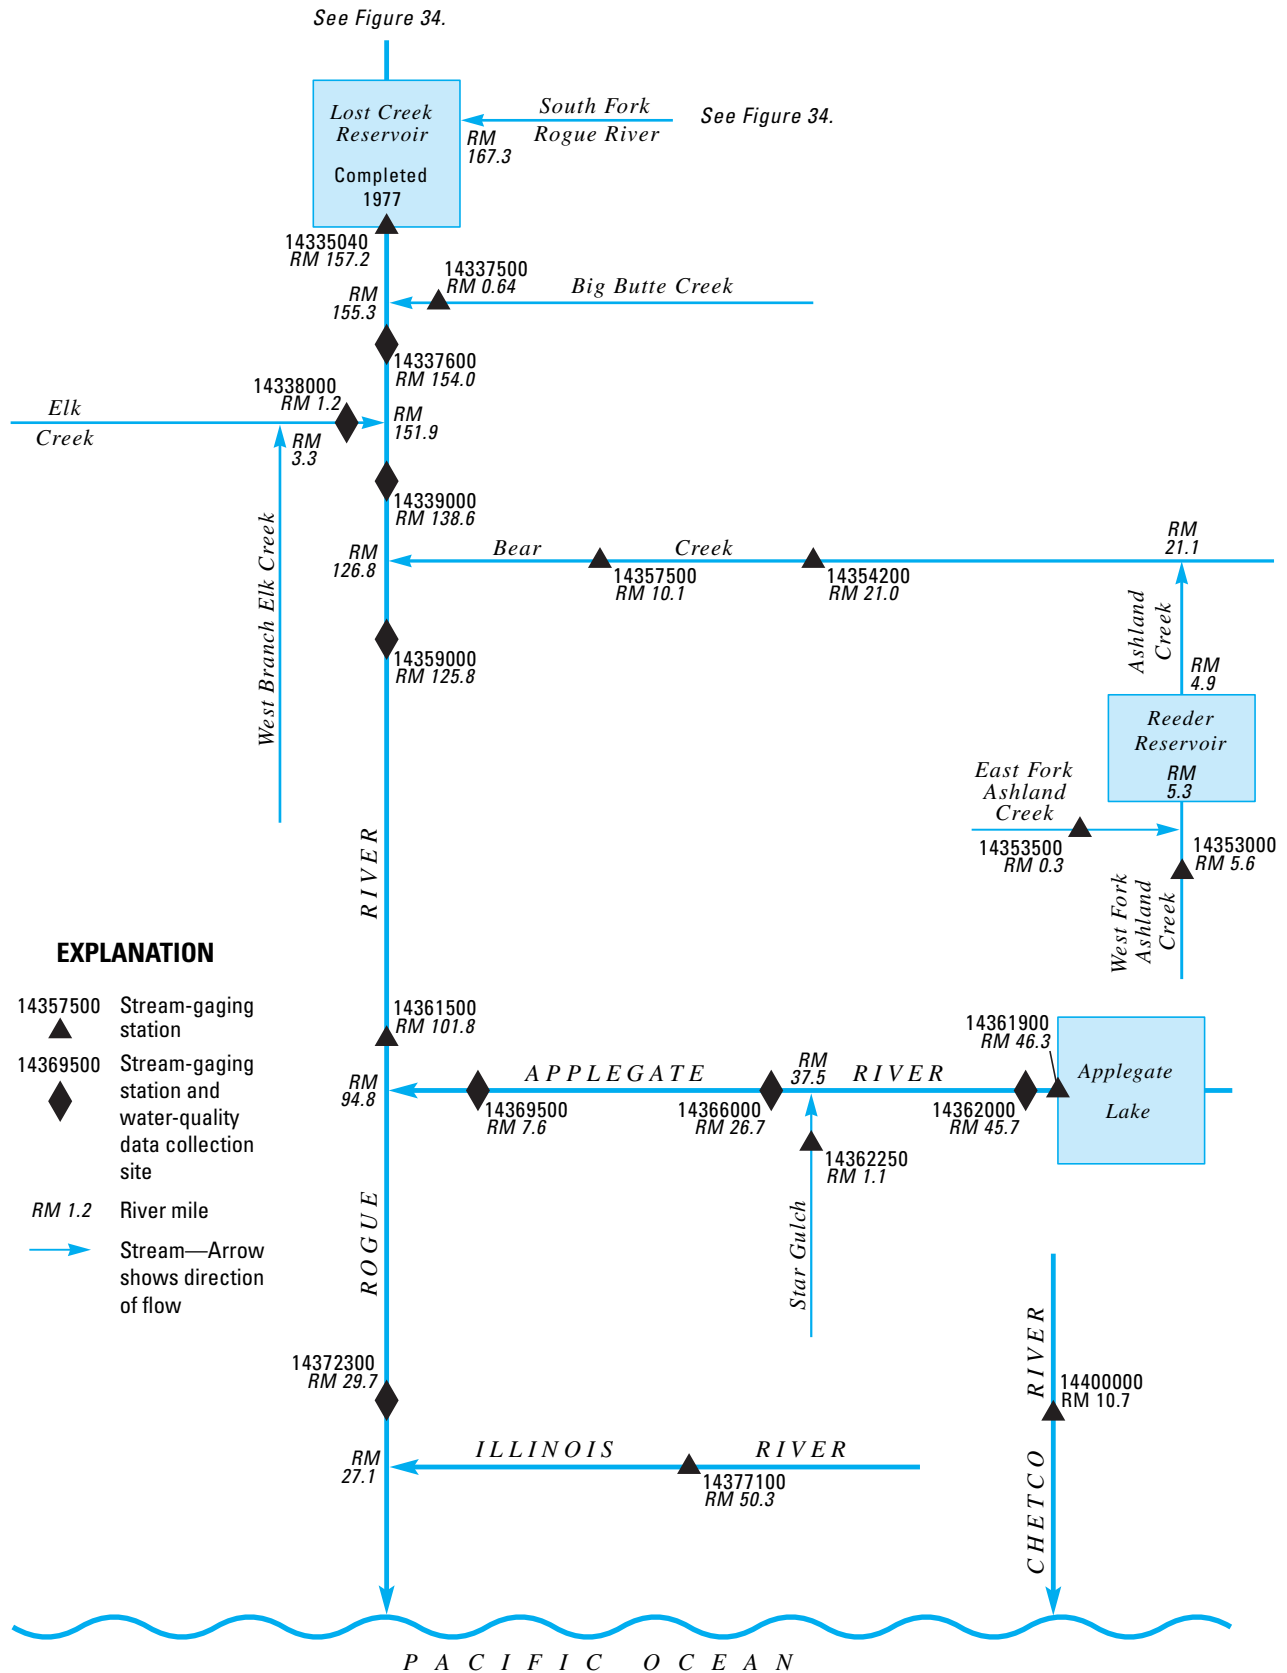 See Figure 34.
Lost Creek
Reservoir
Completed
1977
South Fork
Rogue River
See Figure 34.
RM
167.3
14335040
RM 157.2
14337500
RM 0.64
Big Butte Creek
RM
155.3
14337600
RM 154.0
14338000
RM 1.2
Elk
Creek
RM
3.3
RM
151.9
West Branch Elk Creek
14339000
RM 138.6
RM
126.8
Bear Creek
14357500
RM 10.1
14354200
RM 21.0
RM
21.1
Ashland
Creek
RM
4.9
14359000
RM 125.8
Reeder
Reservoir
RM
5.3
East Fork
Ashland
Creek
14353500
RM 0.3
14353000
RM 5.6
West Fork
Ashland
Creek
ROGUE RIVER
EXPLANATION
14357500 Stream-gaging
station
14369500 Stream-gaging
station and
water-quality
data collection
site
RM 1.2 River mile
Stream—Arrow
shows direction
of flow
14361500
RM 101.8
RM
94.8
APPLEGATE RIVER
14369500
RM 7.6
14366000
RM 26.7
RM
37.5
14362000
RM 45.7
14361900
RM 46.3
Applegate
Lake
14362250
RM 1.1
Star Gulch
14372300
RM 29.7
RM
27.1
ILLINOIS RIVER
14377100
RM 50.3
CHETCO RIVER
14400000
RM 10.7
PACIFIC OCEAN